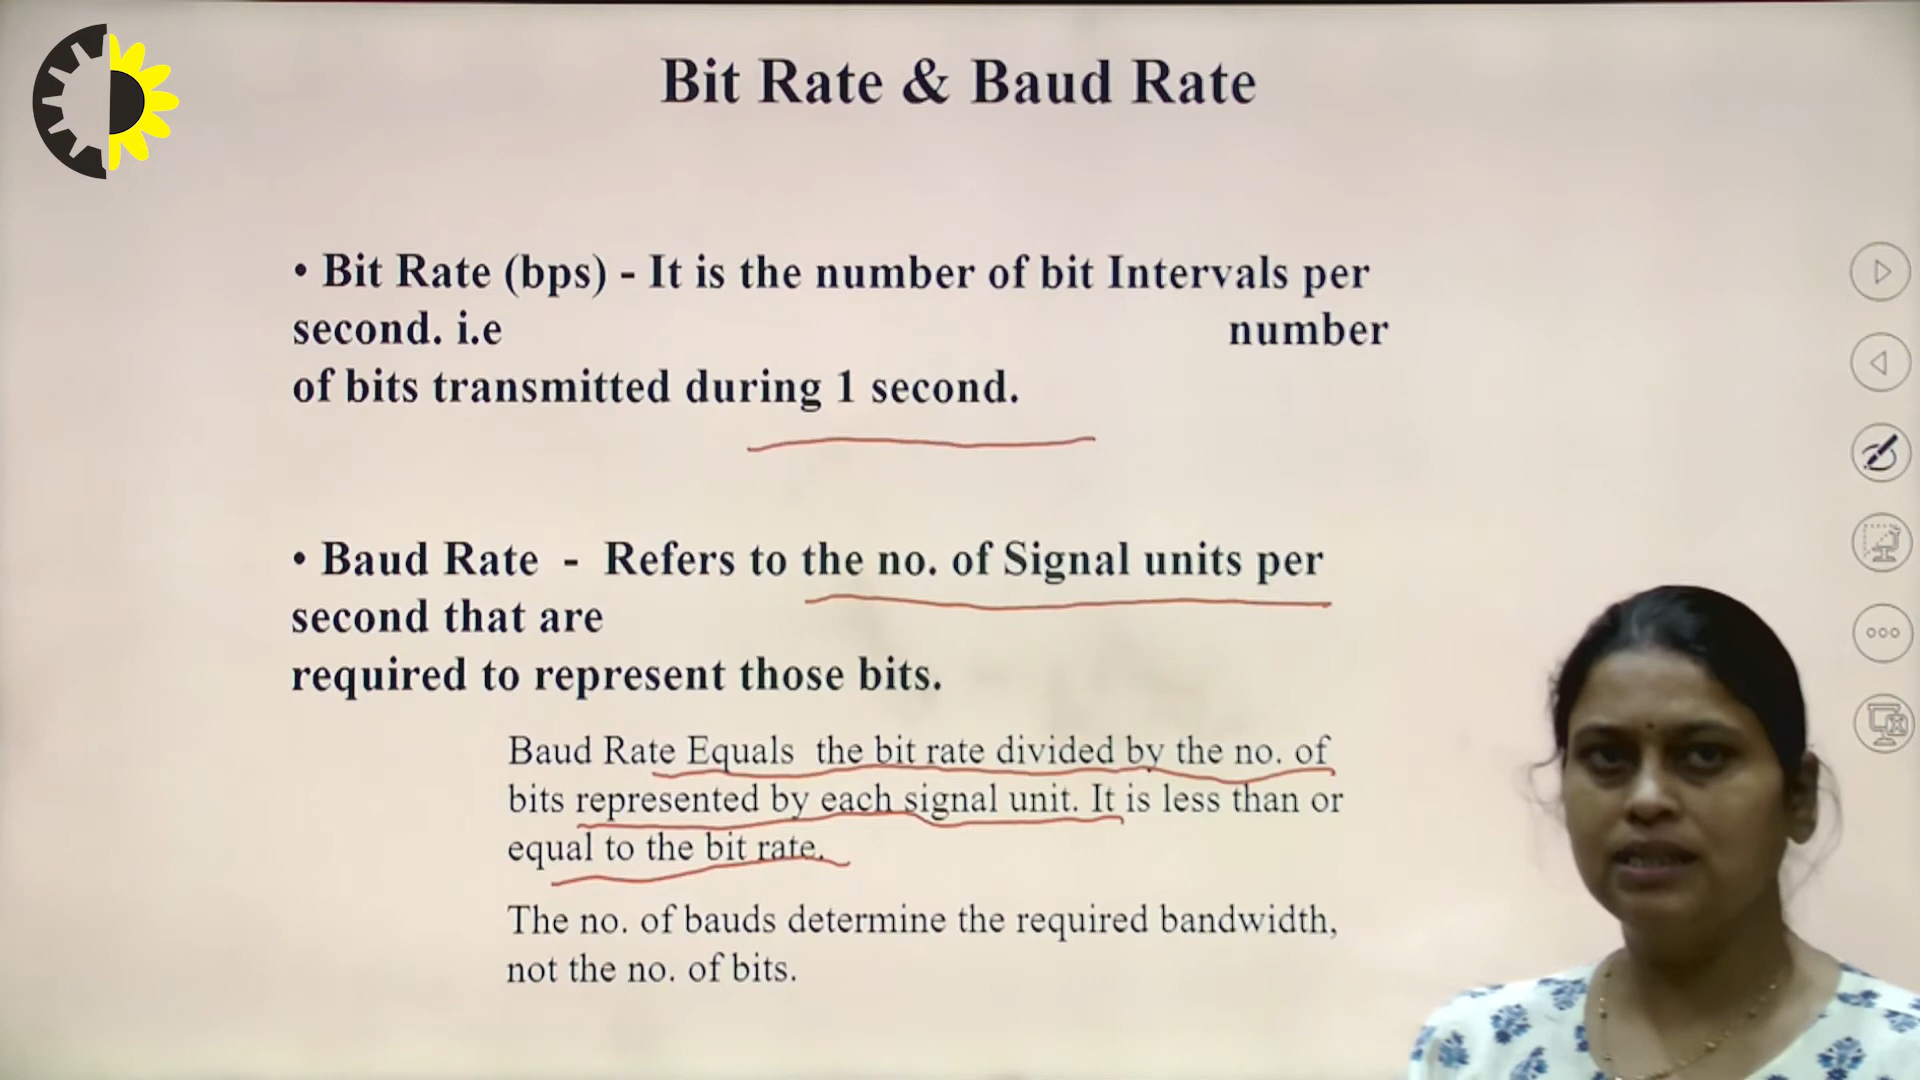 Bit Rate & Baud Rate
• Bit Rate (bps) - It is the number of bit Intervals per
second. i.e number
of bits transmitted during 1 second.
• Baud Rate - Refers to the no. of Signal units per
second that are
required to represent those bits.
Baud Rate Equals the bit rate divided by the no. of
bits represented by each signal unit. It is less than or
equal to the bit rate.
The no. of bauds determine the required bandwidth,
not the no. of bits.